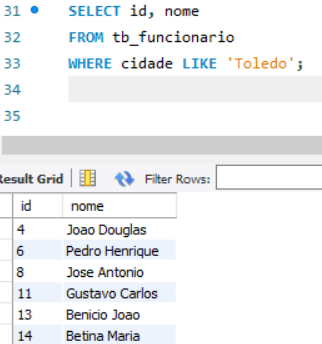 31 SELECT id, nome
32 FROM tb_funcionario
33 WHERE cidade LIKE 'Toledo';
34
35
Result Grid Filter Rows:
id nome
4 Joao Douglas
6 Pedro Henrique
8 Jose Antonio
11 Gustavo Carlos
13 Benicio Joao
14 Betina Maria